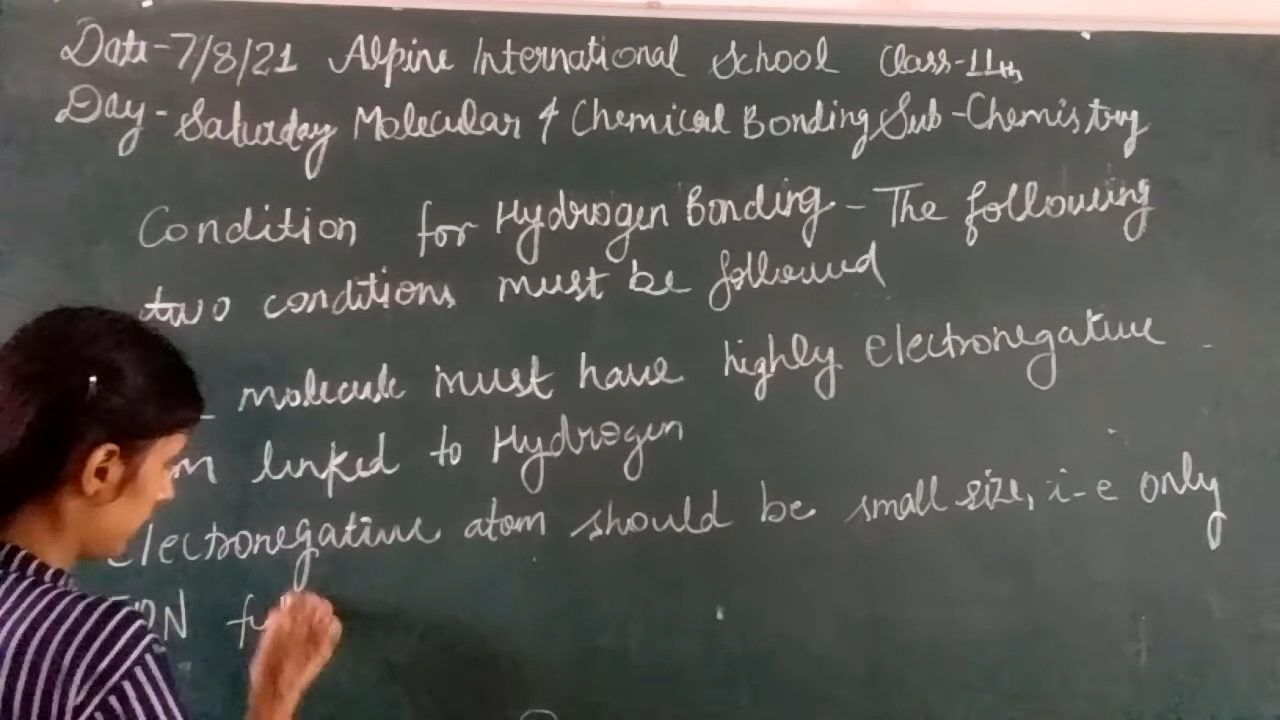 Date-7/8/21 Alpine International School Class-11th
Day-Saturday Molecular & Chemical Bonding Sub-Chemistry
Condition for Hydrogen Bonding - The following
two conditions must be followed
molecule must have highly electronegative
linked to Hydrogen
Electronegative atom should be small size, i-e only